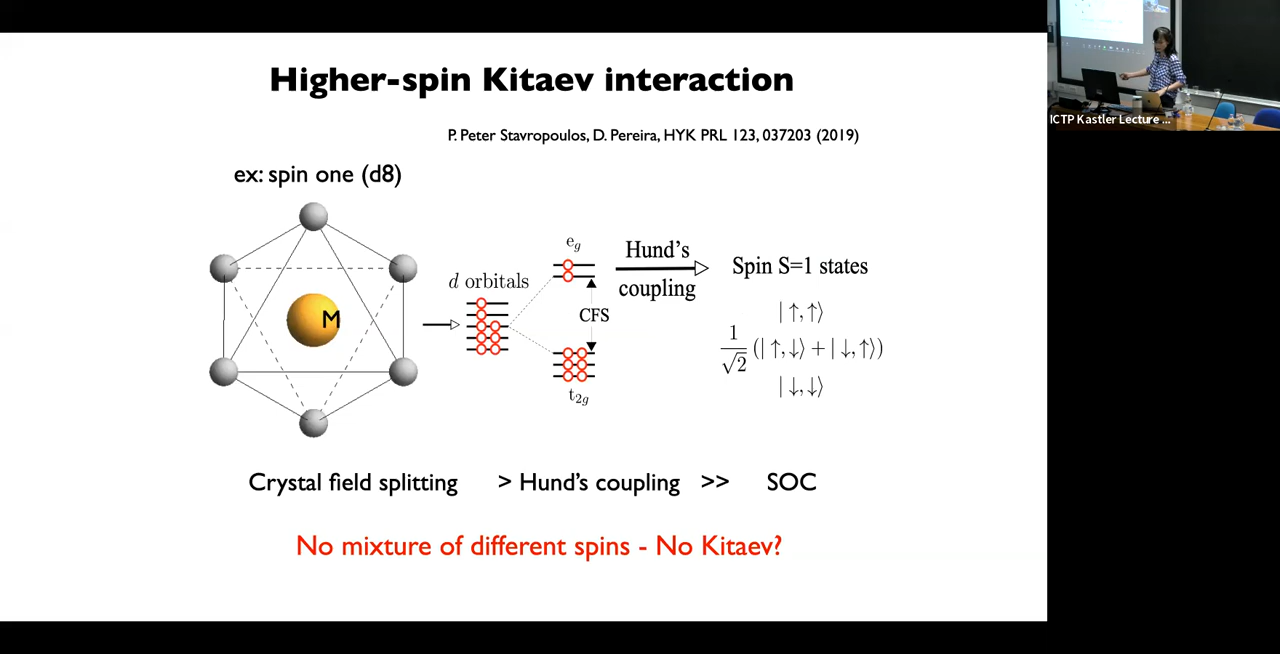 Higher-spin Kitaev interaction
P. Peter Stavropoulos, D. Pereira, HYK PRL 123, 037203 (2019)
ex: spin one (d8)
M
d orbitals
e_g
CFS
t_{2g}
Hund's
coupling
Spin S=1 states
|↑,↑⟩
1/√2 (|↑,↓⟩+|↓,↑⟩)
|↓,↓⟩
Crystal field splitting > Hund's coupling >> SOC
No mixture of different spins - No Kitaev?
ICTP Kastler Lecture ...